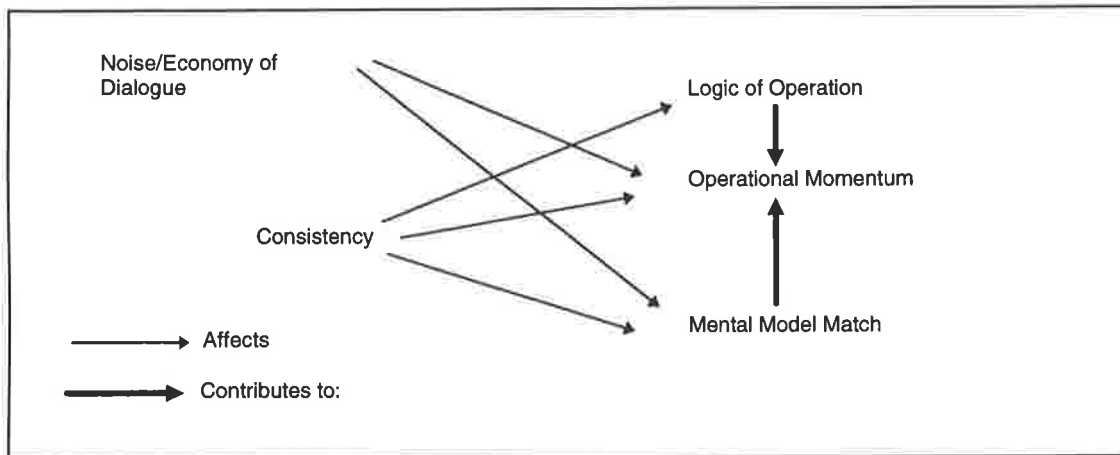 Noise/Economy of
Dialogue
Logic of Operation
Operational Momentum
Consistency
Mental Model Match
Affects
Contributes to: